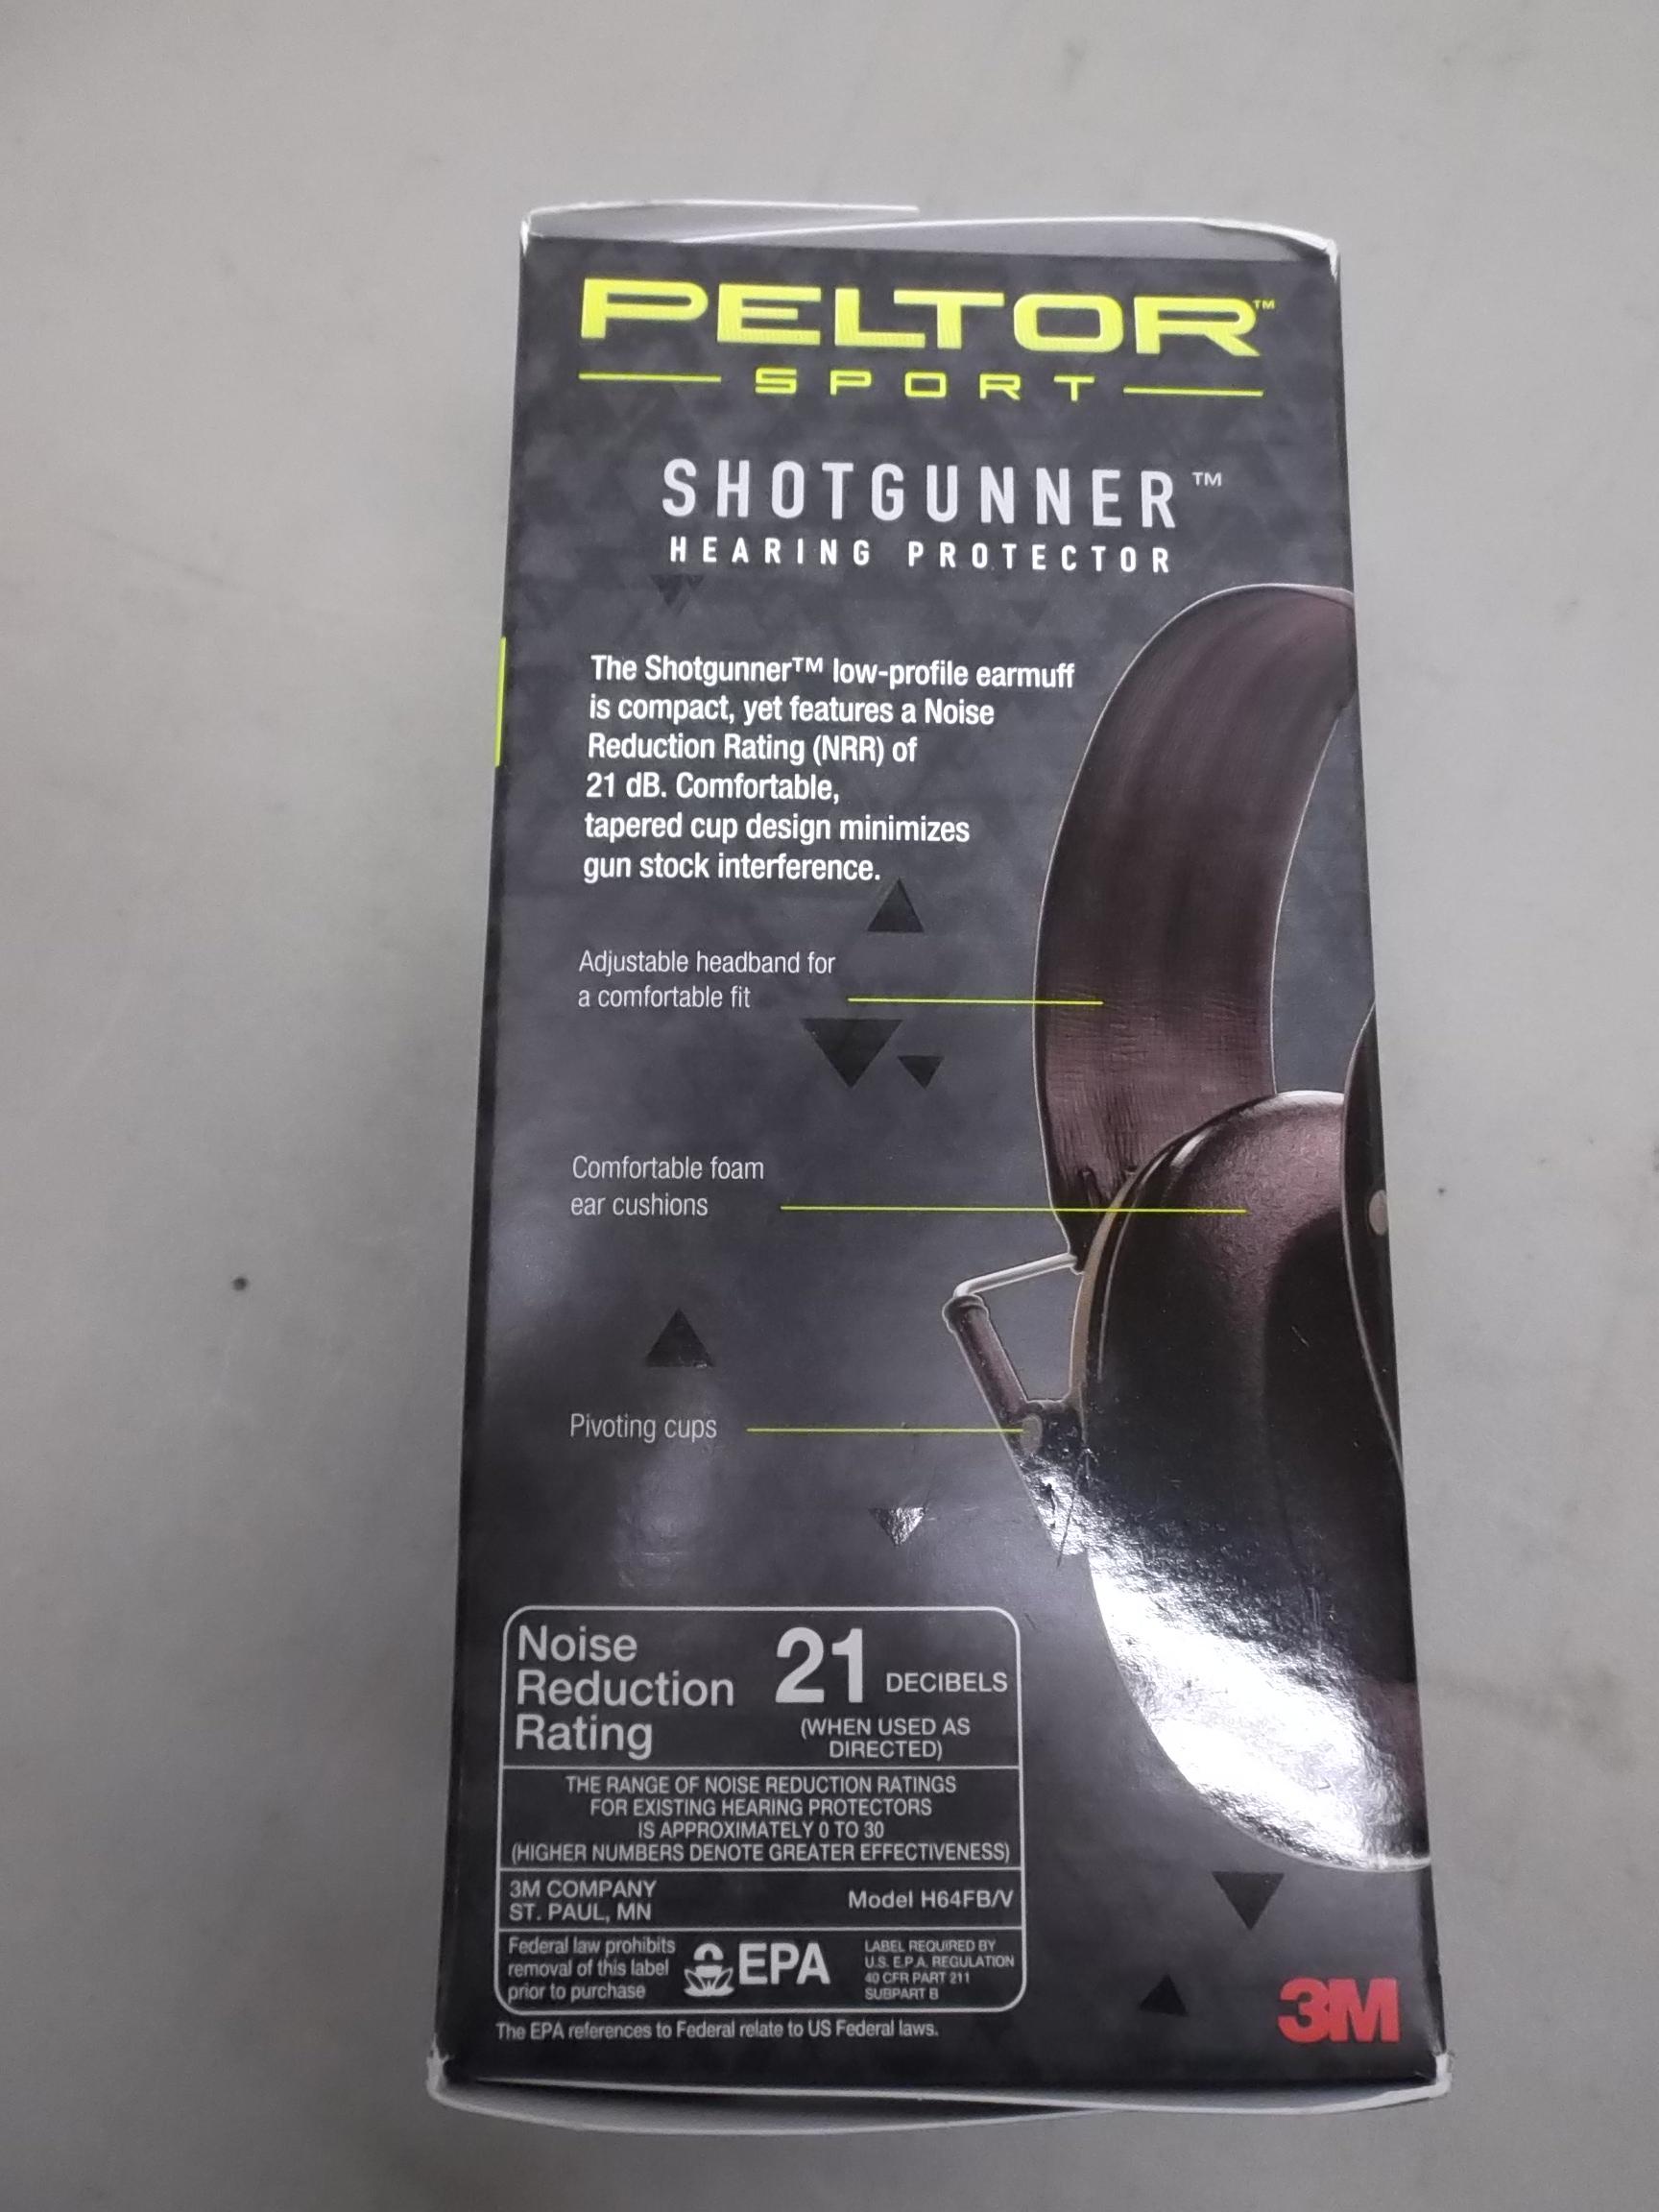 PELTOR™
SPORT
SHOTGUNNER™
HEARING PROTECTOR
The Shotgunner™ low-profile earmuff
is compact, yet features a Noise
Reduction Rating (NRR) of
21 dB. Comfortable,
tapered cup design minimizes
gun stock interference.
Adjustable headband for
a comfortable fit
Comfortable foam
ear cushions
Pivoting cups
Noise
Reduction
Rating
21 DECIBELS
(WHEN USED AS
DIRECTED)
THE RANGE OF NOISE REDUCTION RATINGS
FOR EXISTING HEARING PROTECTORS
IS APPROXIMATELY 0 TO 30
(HIGHER NUMBERS DENOTE GREATER EFFECTIVENESS)
3M COMPANY
ST. PAUL, MN
Model H64FB/V
Federal law prohibits
removal of this label
prior to purchase
EPA
LABEL REQUIRED BY
U.S. E.P.A. REGULATION
40 CFR PART 211
SUBPART B
The EPA references to Federal relate to US Federal laws.
3M